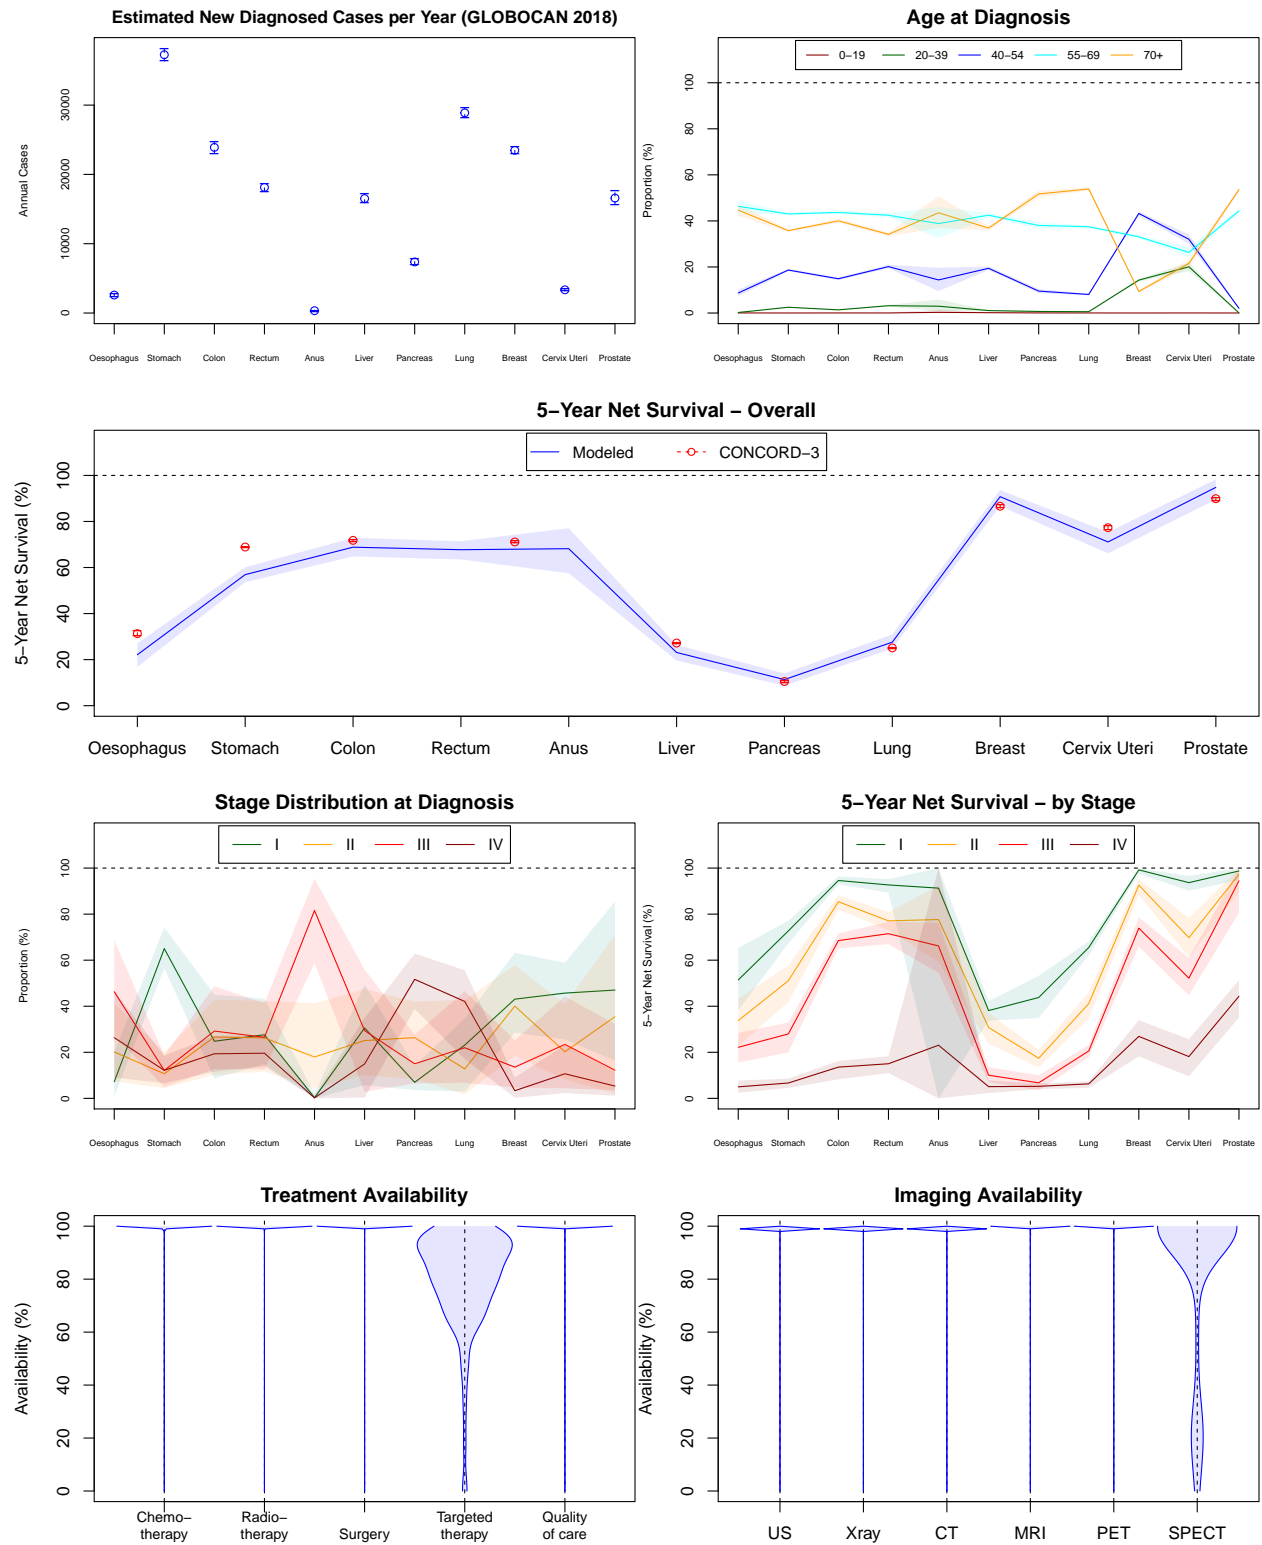 Estimated New Diagnosed Cases per Year (GLOBOCAN 2018)
Annual Cases
0
10000
20000
30000
Oesophagus Stomach Colon Rectum Anus Liver Pancreas Lung Breast Cervix Uteri Prostate
Age at Diagnosis
0−19 20−39 40−54 55−69 70+
Proportion (%)
0
20
40
60
80
100
Oesophagus Stomach Colon Rectum Anus Liver Pancreas Lung Breast Cervix Uteri Prostate
5−Year Net Survival − Overall
Modeled CONCORD−3
5−Year Net Survival (%)
0
20
40
60
80
100
Oesophagus Stomach Colon Rectum Anus Liver Pancreas Lung Breast Cervix Uteri Prostate
Stage Distribution at Diagnosis
I II III IV
Proportion (%)
0
20
40
60
80
100
Oesophagus Stomach Colon Rectum Anus Liver Pancreas Lung Breast Cervix Uteri Prostate
5−Year Net Survival − by Stage
I II III IV
5−Year Net Survival (%)
0
20
40
60
80
100
Oesophagus Stomach Colon Rectum Anus Liver Pancreas Lung Breast Cervix Uteri Prostate
Treatment Availability
Availability (%)
0
20
40
60
80
100
Chemo−
therapy
Radio−
therapy
Surgery
Targeted
therapy
Quality
of care
Imaging Availability
Availability (%)
0
20
40
60
80
100
US Xray CT MRI PET SPECT